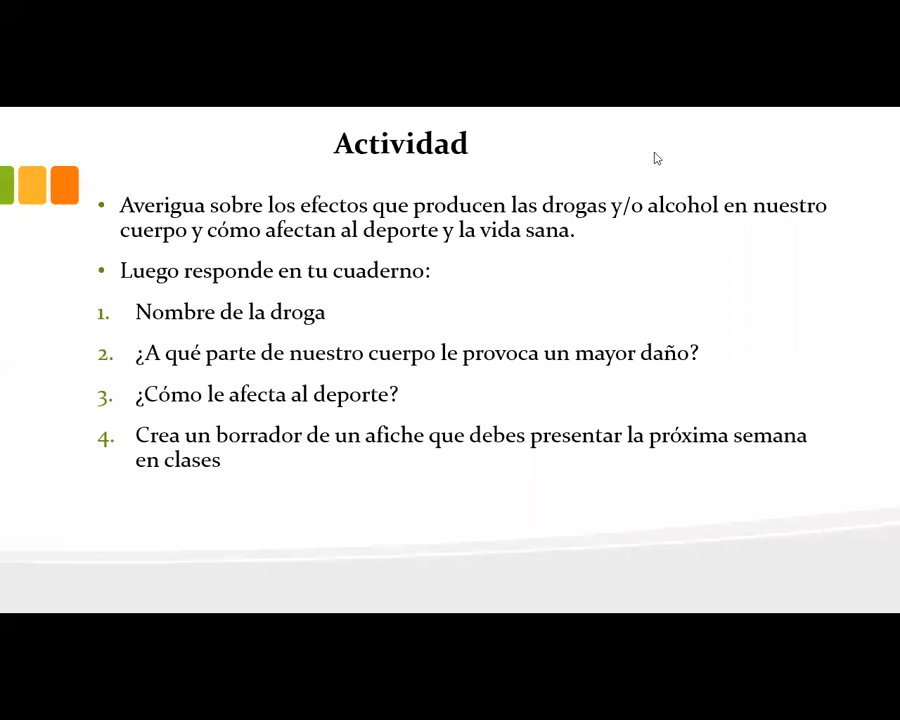 Actividad
• Averigua sobre los efectos que producen las drogas y/o alcohol en nuestro
cuerpo y cómo afectan al deporte y la vida sana.
• Luego responde en tu cuaderno:
1. Nombre de la droga
2. ¿A qué parte de nuestro cuerpo le provoca un mayor daño?
3. ¿Cómo le afecta al deporte?
4. Crea un borrador de un afiche que debes presentar la próxima semana
en clases